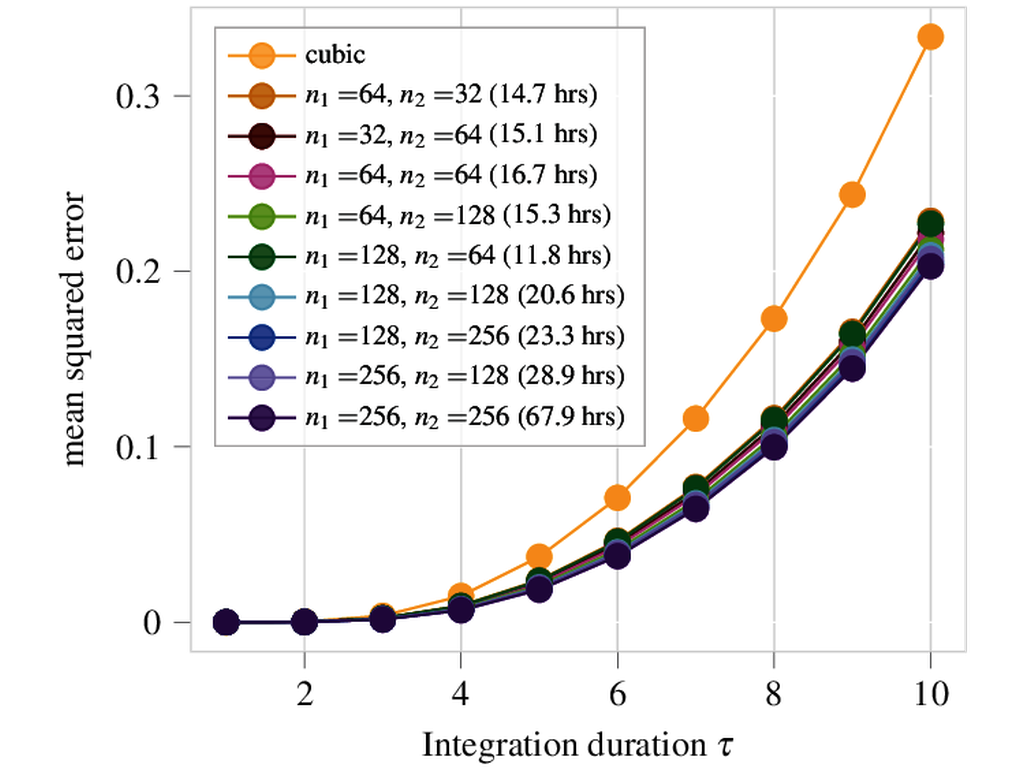 cubic
n₁ =64, n₂ =32 (14.7 hrs)
n₁ =32, n₂ =64 (15.1 hrs)
n₁ =64, n₂ =64 (16.7 hrs)
n₁ =64, n₂ =128 (15.3 hrs)
n₁ =128, n₂ =64 (11.8 hrs)
n₁ =128, n₂ =128 (20.6 hrs)
n₁ =128, n₂ =256 (23.3 hrs)
n₁ =256, n₂ =128 (28.9 hrs)
n₁ =256, n₂ =256 (67.9 hrs)
mean squared error
0.3
0.2
0.1
0
2 4 6 8 10
Integration duration τ